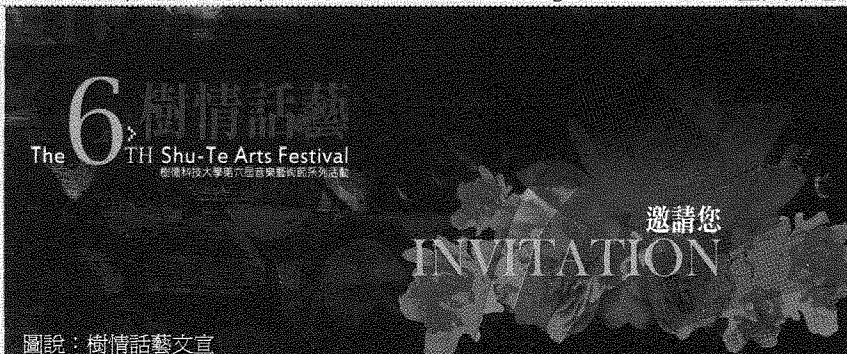 樹情話藝
The 6TH Shu-Te Arts Festival
樹德科技大學第六屆音樂藝術節系列活動
邀請您
INVITATION
圖說：樹情話藝文宣